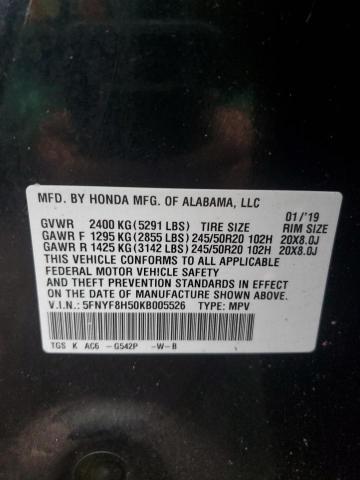 MFD. BY HONDA MFG. OF ALABAMA, LLC
01/'19
GVWR 2400 KG(5291 LBS) TIRE SIZE RIM SIZE
GAWR F 1295 KG(2855 LBS)245/50R20 102H 20X8.0J
GAWR R 1425 KG(3142 LBS)245/50R20 102H 20X8.0J
THIS VEHICLE CONFORMS TO ALL APPLICABLE
FEDERAL MOTOR VEHICLE SAFETY
AND THEFT PREVENTION STANDARDS IN EFFECT
ON THE DATE OF MANUFACTURE SHOWN ABOVE.
V.I.N.: 5FNYF8H50KB005526 TYPE: MPV
TGS K AC6 -G542P -W-B